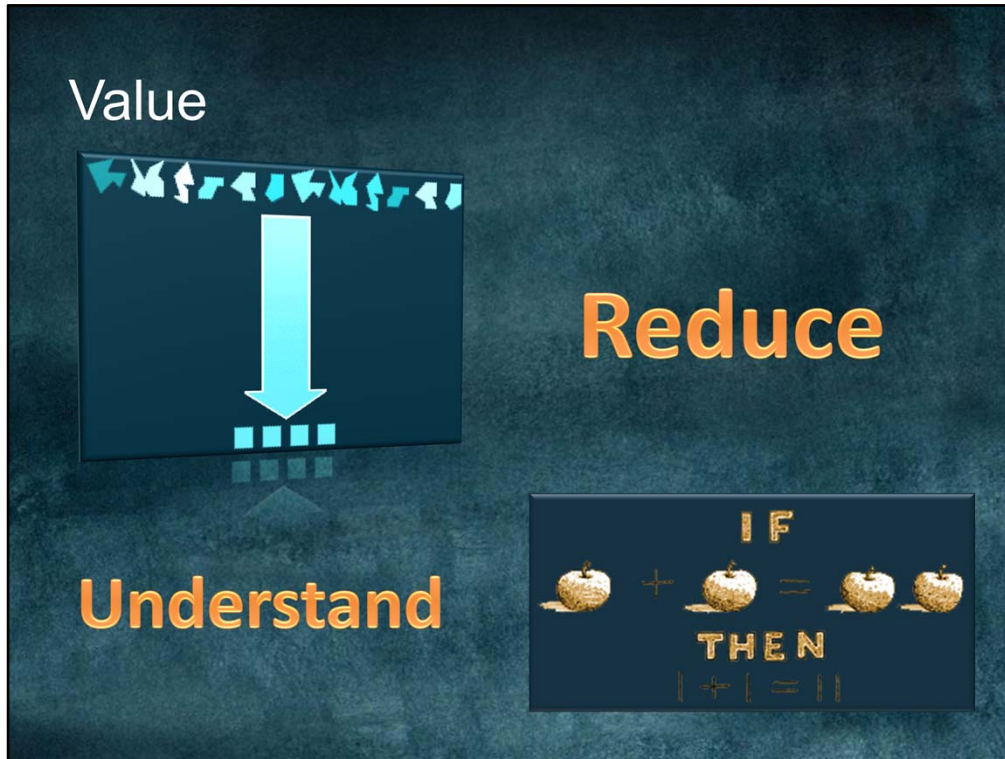 Value
Reduce
Understand
IF
+ =
THEN
| + | = ||